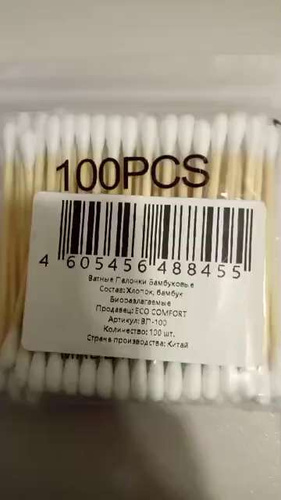 100PCS
4 605456 488455
Ватные Палочки Бамбуковые
Состав: Хлопок, бамбук
Биоразлагаемые
Продавец: ECO COMFORT
Артикул: ВП-100
Количество: 100 шт.
Страна производства: Китай